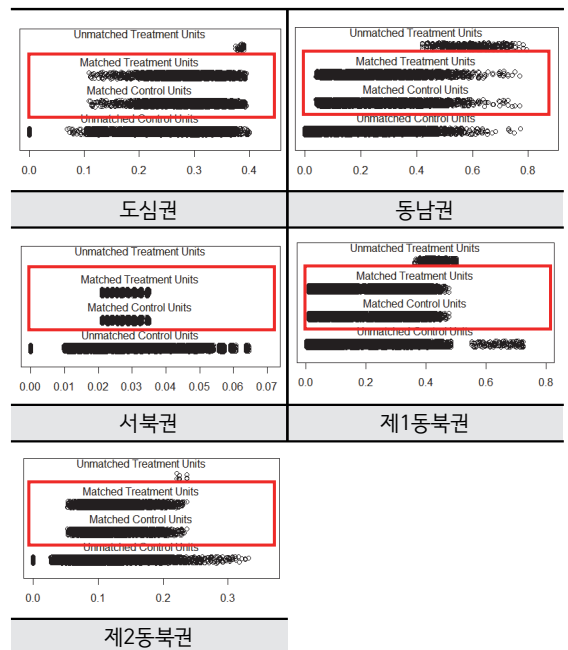 Unmatched Treatment Units
Matched Treatment Units
Matched Control Units
Unmatched Control Units
0.0 0.1 0.2 0.3 0.4
도심권
Unmatched Treatment Units
Matched Treatment Units
Matched Control Units
Unmatched Control Units
0.0 0.2 0.4 0.6 0.8
동남권
Unmatched Treatment Units
Matched Treatment Units
Matched Control Units
Unmatched Control Units
0.00 0.01 0.02 0.03 0.04 0.05 0.06 0.07
서북권
Unmatched Treatment Units
Matched Treatment Units
Matched Control Units
Unmatched Control Units
0.0 0.2 0.4 0.6 0.8
제1동북권
Unmatched Treatment Units
Matched Treatment Units
Matched Control Units
Unmatched Control Units
0.0 0.1 0.2 0.3
제2동북권